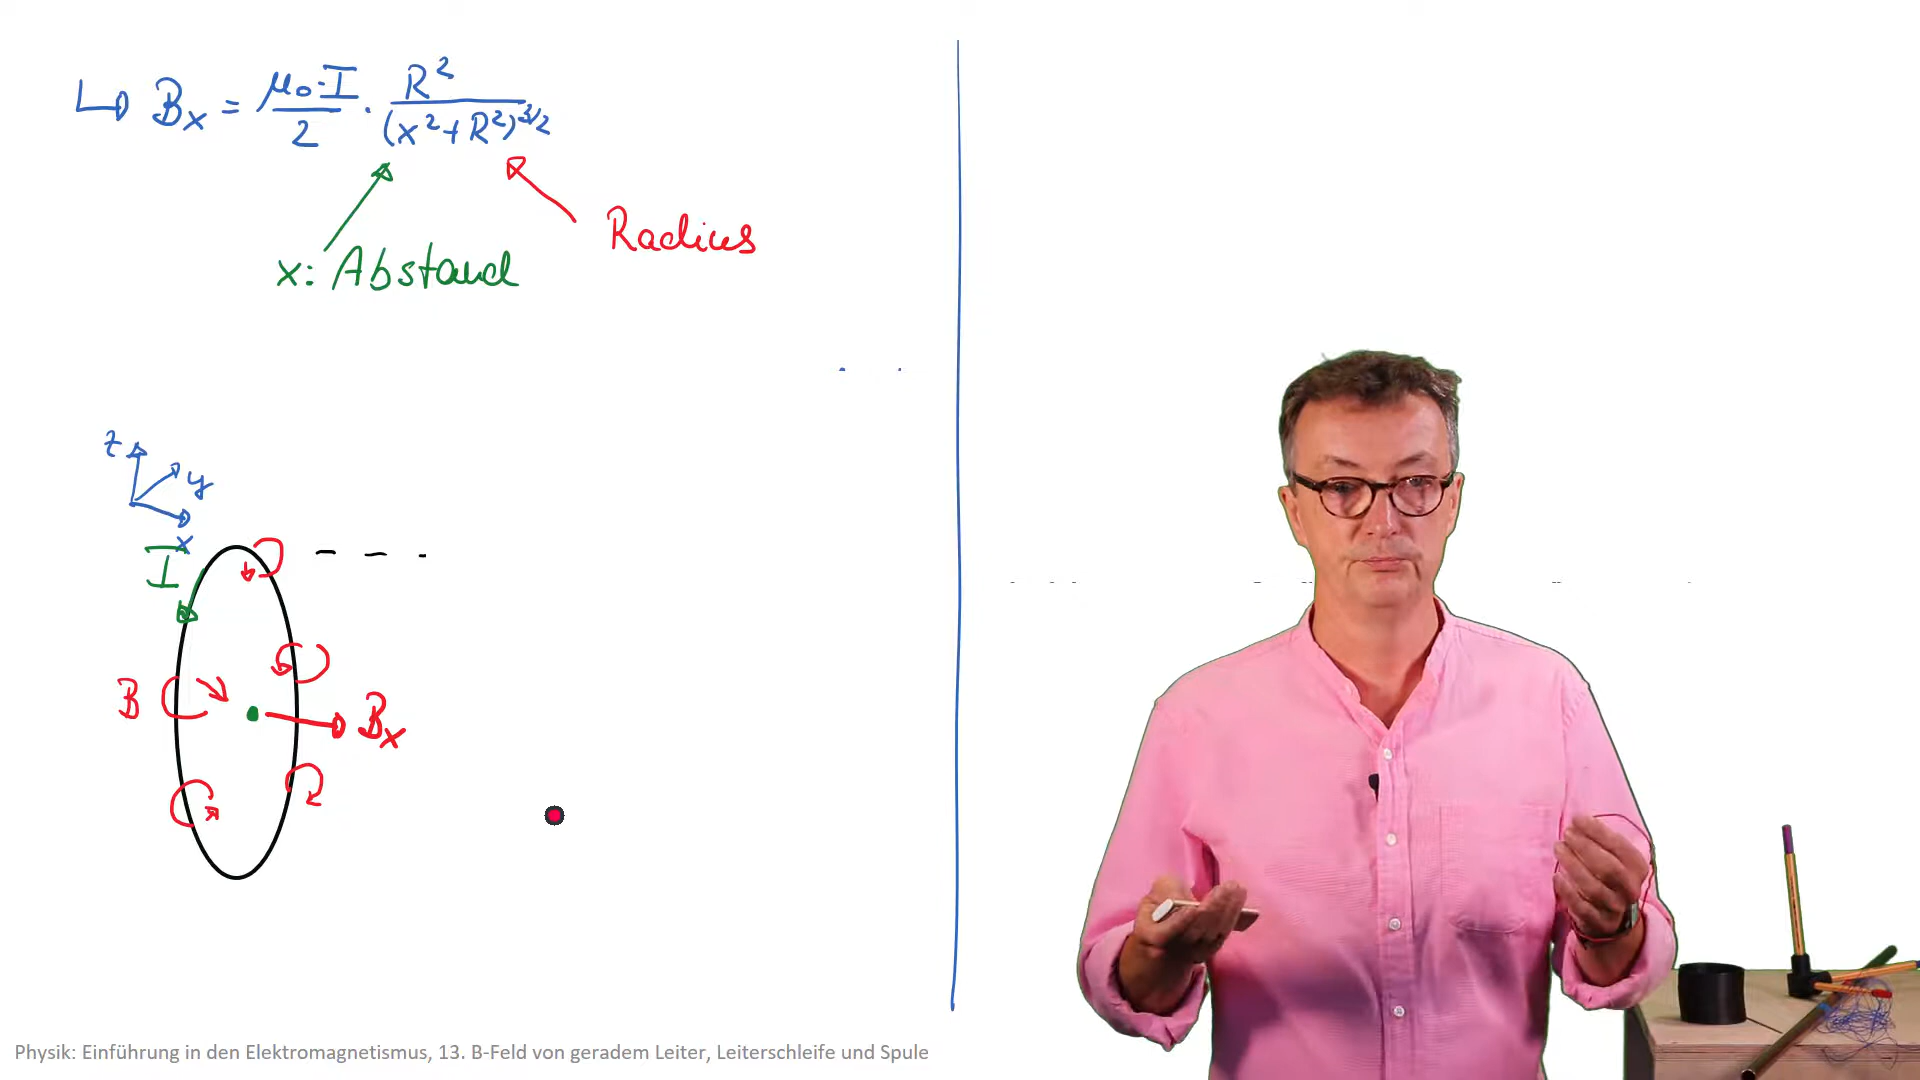 ↳ Bₓ = μ₀·I/2 · R²/(x²+R²)^3/2
Radius
x: Abstand
z
y
x
I
B
Bₓ
Physik: Einführung in den Elektromagnetismus, 13. B-Feld von geradem Leiter, Leiterschleife und Spule